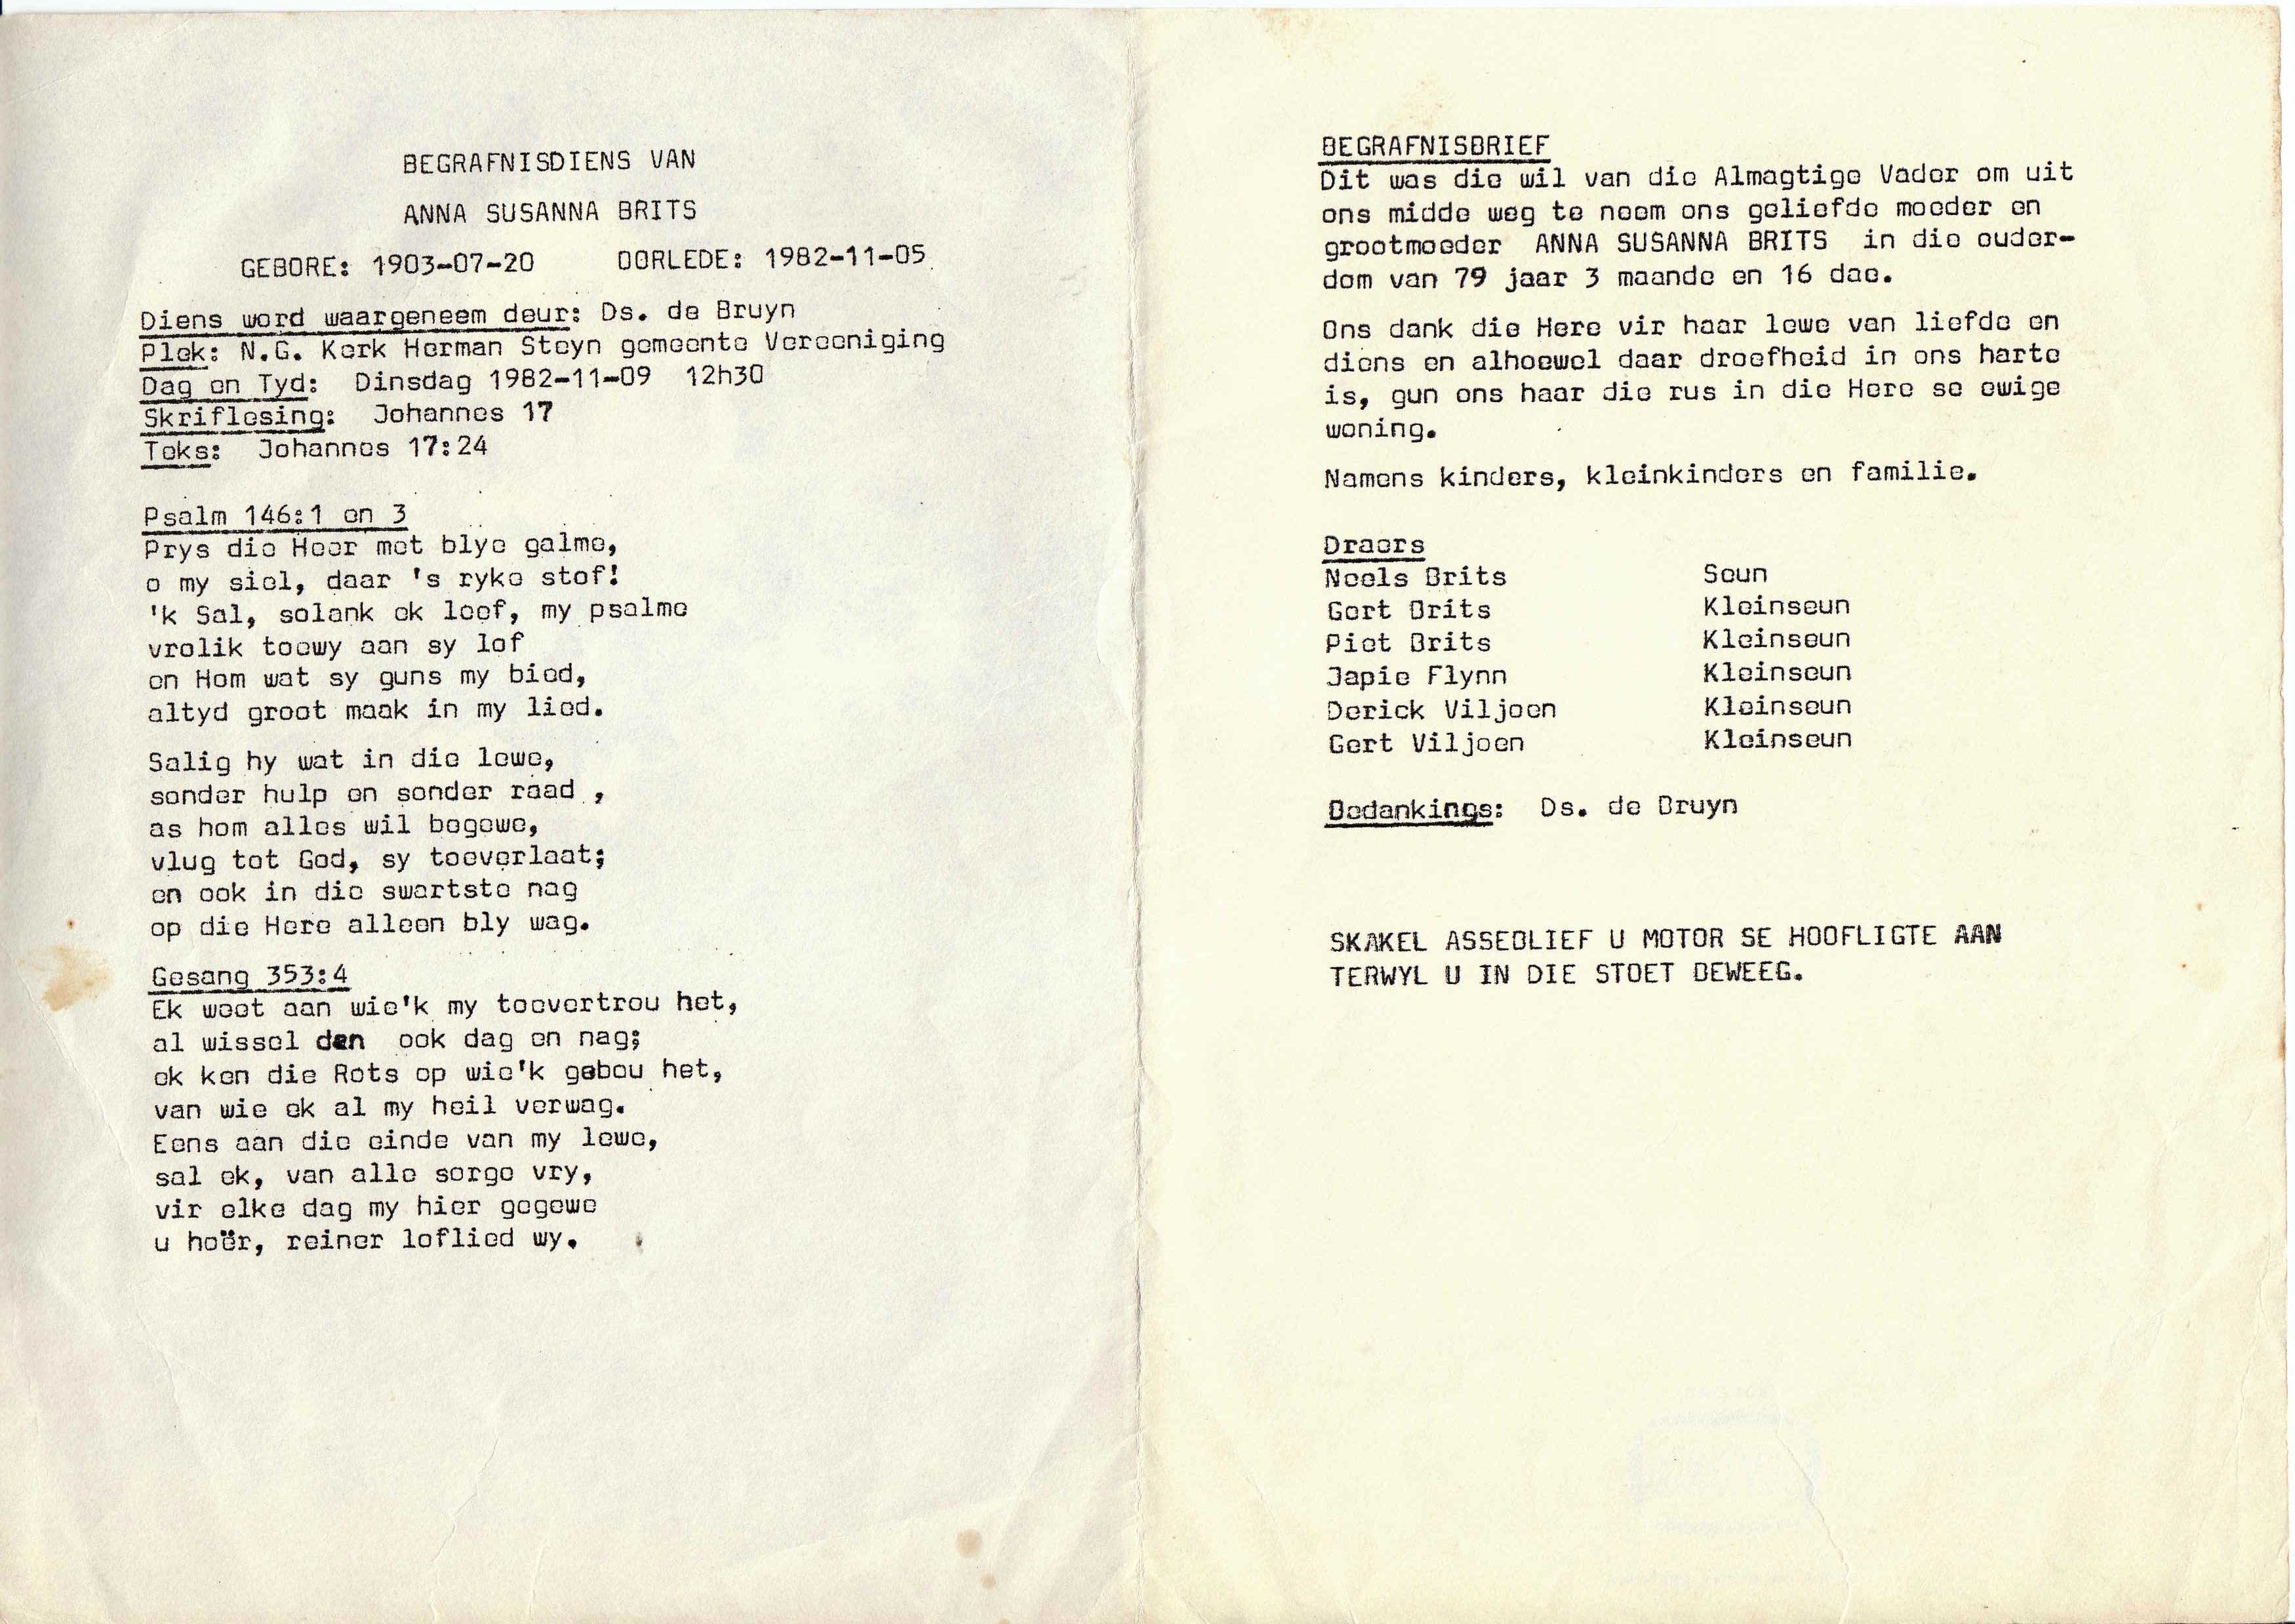 BEGRAFNISDIENS VAN
ANNA SUSANNA BRITS
GEBORE: 1903-07-20 OORLEDE: 1982-11-05
Diens word waargeneem deur: Ds. de Bruyn
Plek: N.G. Kerk Herman Steyn gemeente Vereeniging
Dag en Tyd: Dinsdag 1982-11-09 12h30
Skriflesing: Johannes 17
Teks: Johannes 17:24
Psalm 146:1 en 3
Prys die Heer met blye galme,
o my siel, daar 's ryke stof!
'k Sal, solank ek leef, my psalme
vrolik toewy aan sy lof
en Hom wat sy guns my bied,
altyd groot maak in my lied.
Salig hy wat in die lewe,
sonder hulp en sonder raad ,
as hom alles wil begewe,
vlug tot God, sy toeverlaat;
en ook in die swartste nag
op die Here alleen bly wag.
Gesang 353:4
Ek weet aan wie'k my toevertrou het,
al wissel den ook dag en nag;
ek ken die Rots op wie'k gebou het,
van wie ek al my heil verwag.
Eens aan die einde van my lewe,
sal ek, van alle sorge vry,
vir elke dag my hier gegewe
u hoër, reiner loflied wy.
BEGRAFNISBRIEF
Dit was die wil van die Almagtige Vader om uit
ons midde weg te neem ons geliefde moeder en
grootmoeder ANNA SUSANNA BRITS in die ouder-
dom van 79 jaar 3 maande en 16 dae.
Ons dank die Here vir haar lewe van liefde en
diens en alhoewel daar droefheid in ons harte
is, gun ons haar die rus in die Here se ewige
woning.
Namens kinders, kleinkinders en familie.
Draers
Neels Brits Seun
Gert Brits Kleinseun
Piet Brits Kleinseun
Japie Flynn Kleinseun
Derick Viljoen Kleinseun
Gert Viljoen Kleinseun
Bedankings: Ds. de Bruyn
SKAKEL ASSEBLIEF U MOTOR SE HOOFLIGTE AAN
TERWYL U IN DIE STOET BEWEEG.